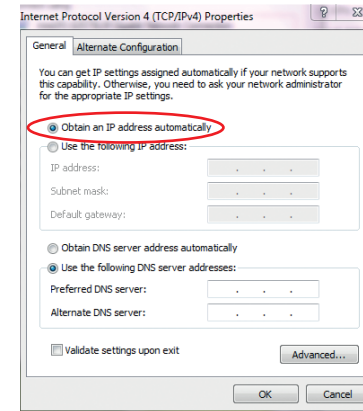 Internet Protocol Version 4 (TCP/IPv4) Properties
General
Alternate Configuration
You can get IP settings assigned automatically if your network supports
this capability. Otherwise, you need to ask your network administrator
for the appropriate IP settings.
Obtain an IP address automatically
Use the following IP address:
IP address:
Subnet mask:
Default gateway:
Obtain DNS server address automatically
Use the following DNS server addresses:
Preferred DNS server:
Alternate DNS server:
Validate settings upon exit
Advanced...
OK
Cancel